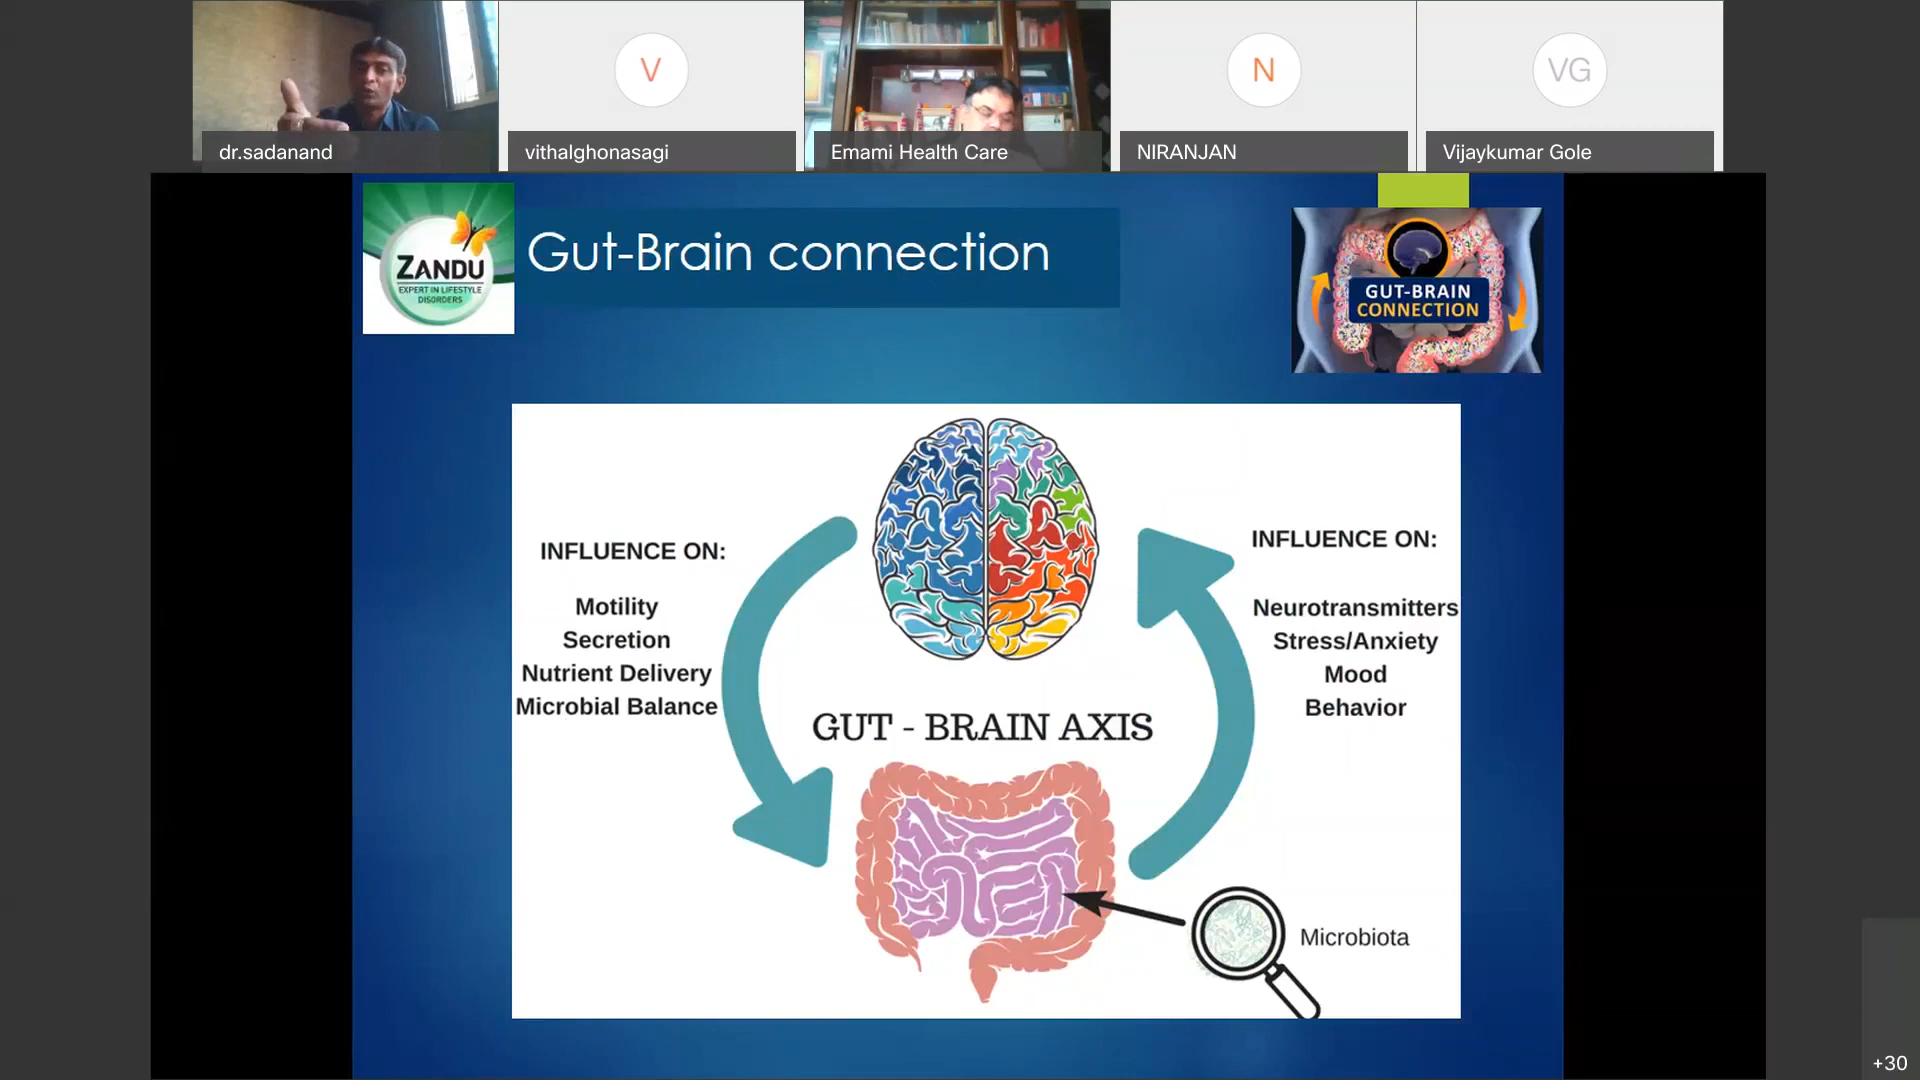 V
N
VG
dr.sadanand
vithalghonasagi
Emami Health Care
NIRANJAN
Vijaykumar Gole
ZANDU
EXPERT IN LIFESTYLE
DISORDERS
Gut-Brain connection
GUT-BRAIN
CONNECTION
INFLUENCE ON:
Motility
Secretion
Nutrient Delivery
Microbial Balance
INFLUENCE ON:
Neurotransmitters
Stress/Anxiety
Mood
Behavior
GUT - BRAIN AXIS
Microbiota
+30